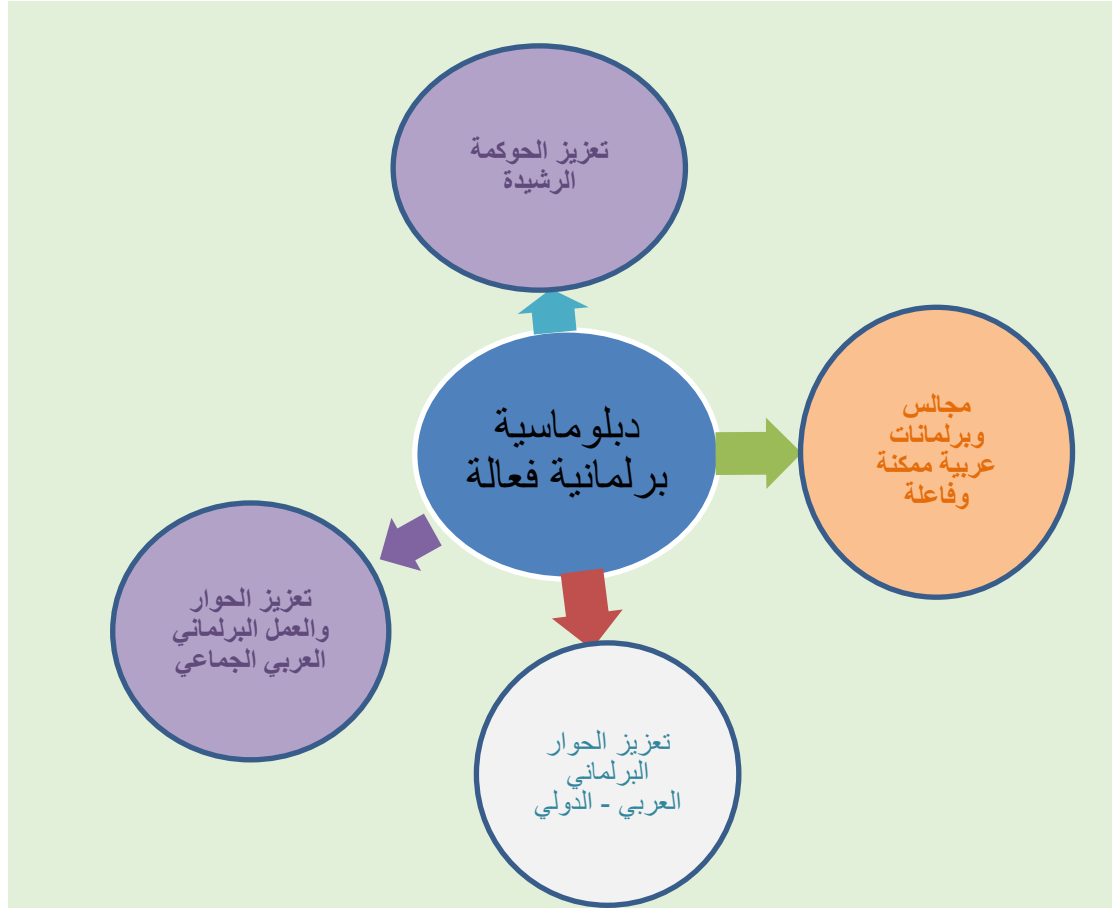 تعزيز الحوكمة
الرشيدة
مجالس
وبرلمانات
عربية ممكنة
وفاعلة
دبلوماسية
برلمانية فعالة
تعزيز الحوار
والعمل البرلماني
العربي الجماعي
تعزيز الحوار
البرلماني
العربي - الدولي